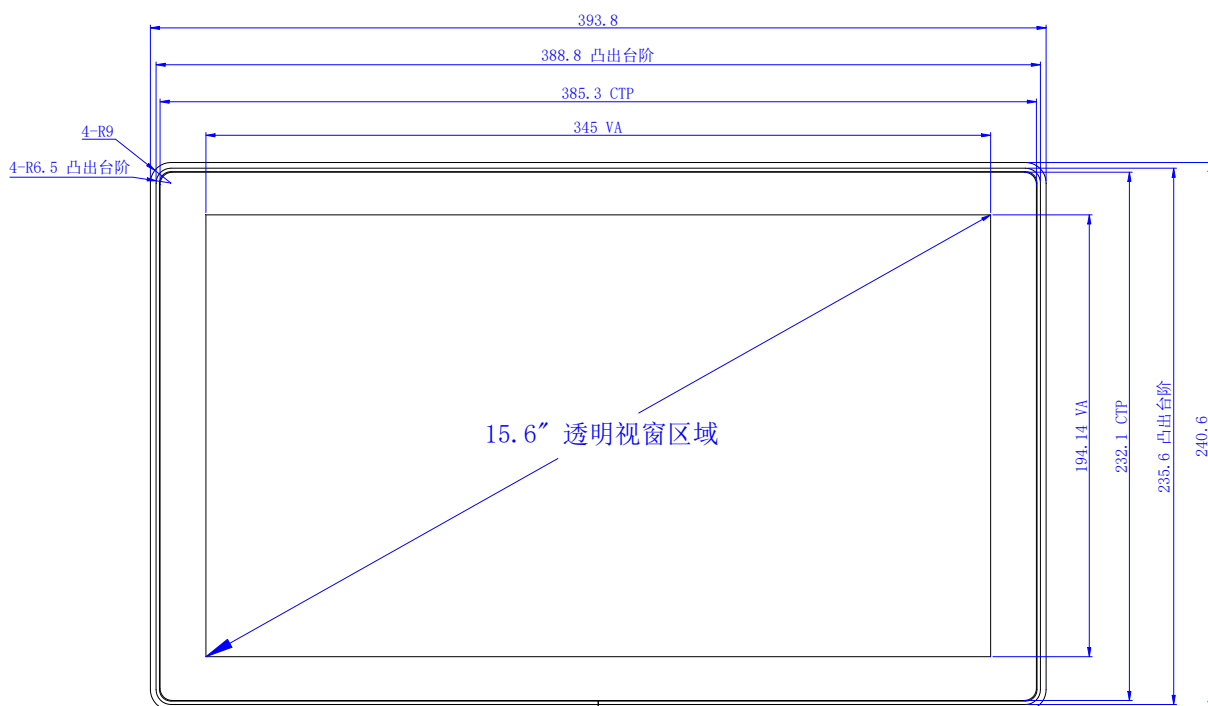 393.8
388.8 凸出台阶
385.3 CTP
345 VA
4-R9
4-R6.5 凸出台阶
15.6″ 透明视窗区域
194.14 VA
232.1 CTP
235.6 凸出台阶
240.6